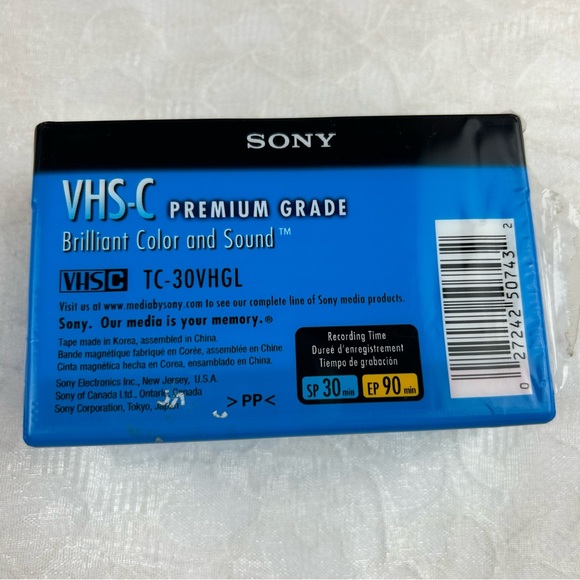 SONY
VHS-C PREMIUM GRADE
Brilliant Color and Sound™
VHSC TC-30VHGL
Visit us at www.mediabysony.com to see our complete line of Sony media products.
Sony. Our media is your memory.®
Tape made in Korea, assembled in China.
Bande magnétique fabriqué en Corée, assemblée en Chine
Cinta magnética hecha en Corea, ensamblado en China.
Sony Electronics Inc., New Jersey, U.S.A.
Sony of Canada Ltd., Ontario Canada
Sony Corporation, Tokyo, Japan
>PP<
Recording Time
Dureé d'enregistrement
Tiempo de grabación
SP 30 min EP 90 min
0 27242 50743 2